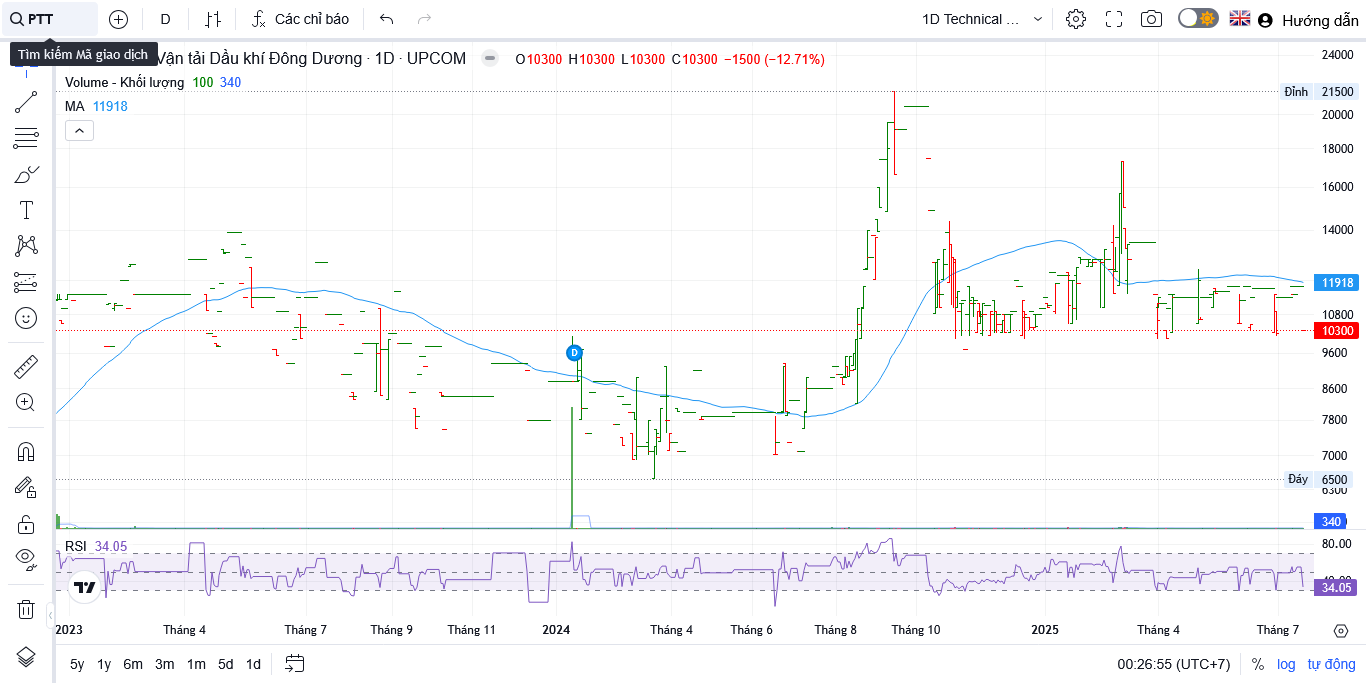 PTT D Các chỉ báo 1D Technical ... Hướng dẫn
Tìm kiếm Mã giao dịch
Vận tải Dầu khí Đông Dương · 1D · UPCOM O10300 H10300 L10300 C10300 −1500 (−12.71%)
Volume - Khối lượng 100 340
MA 11918
24000
Đỉnh 21500
20000
18000
16000
14000
11918
10800
10300
9600
D
8600
7800
7000
Đáy 6500
6300
340
RSI 34.05
80.00
34.05
2023 Tháng 4 Tháng 7 Tháng 9 Tháng 11 2024 Tháng 4 Tháng 6 Tháng 8 Tháng 10 2025 Tháng 4 Tháng 7
5y 1y 6m 3m 1m 5d 1d 00:26:55 (UTC+7) % log tự động